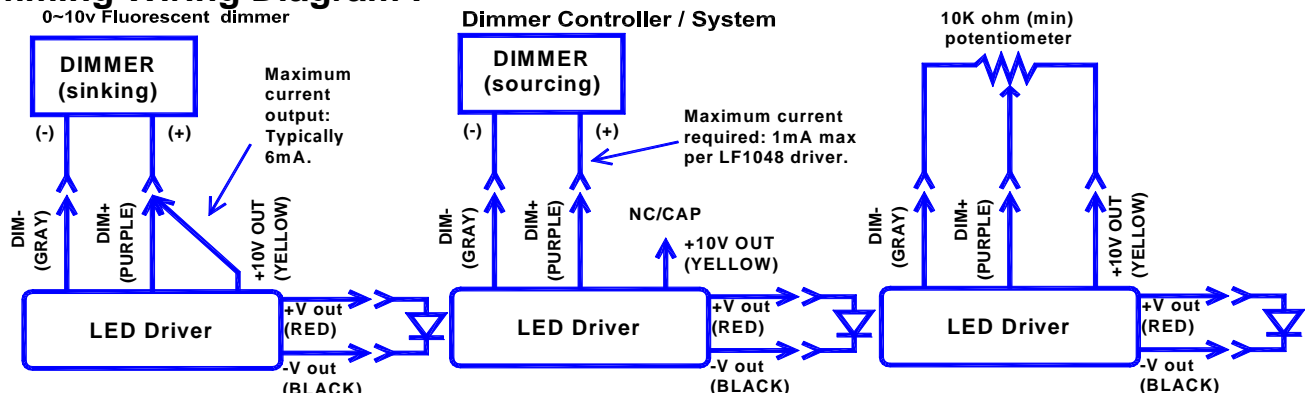 Wiring Diagram :
0~10v Fluorescent dimmer
DIMMER
(sinking)
(-)
(+)
Maximum
current
output:
Typically
6mA.
DIM-
(GRAY)
DIM+
(PURPLE)
+10V OUT
(YELLOW)
LED Driver
+V out
(RED)
-V out
(BLACK)
Dimmer Controller / System
DIMMER
(sourcing)
(-)
(+)
Maximum current
required: 1mA max
per LF1048 driver.
DIM-
(GRAY)
DIM+
(PURPLE)
NC/CAP
+10V OUT
(YELLOW)
LED Driver
+V out
(RED)
-V out
(BLACK)
10K ohm (min)
potentiometer
DIM-
(GRAY)
DIM+
(PURPLE)
+10V OUT
(YELLOW)
LED Driver
+V out
(RED)
-V out
(BLACK)